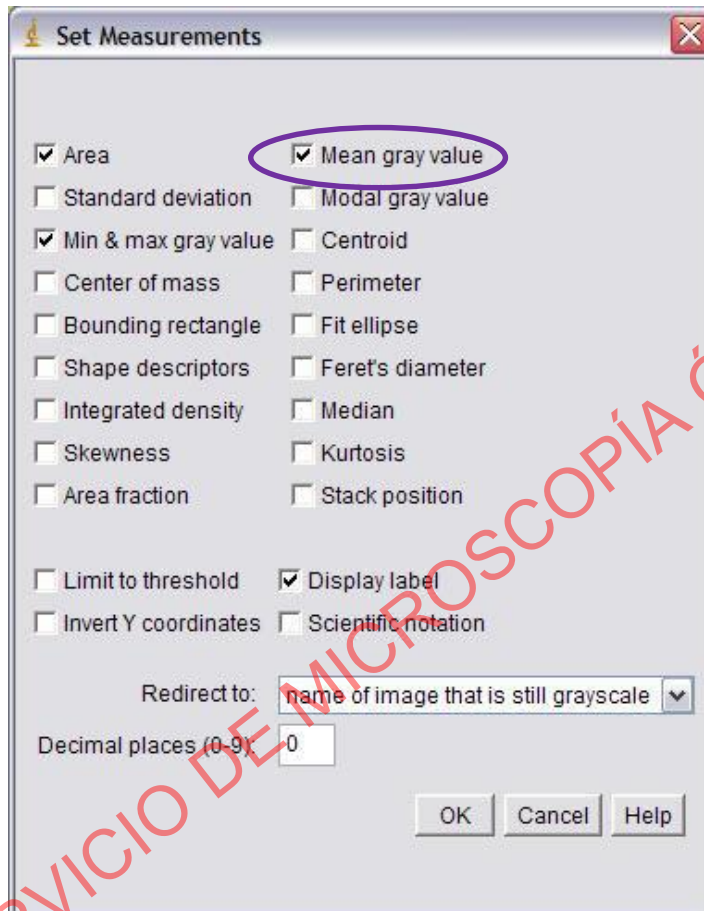 Set Measurements
Area
Mean gray value
Standard deviation
Modal gray value
Min & max gray value
Centroid
Center of mass
Perimeter
Bounding rectangle
Fit ellipse
Shape descriptors
Feret's diameter
Integrated density
Median
Skewness
Kurtosis
Area fraction
Stack position
Limit to threshold
Display label
Invert Y coordinates
Scientific notation
Redirect to: name of image that is still grayscale
Decimal places (0-9): 0
OK Cancel Help
RVICIO DE MICROSCOPÍA Ó